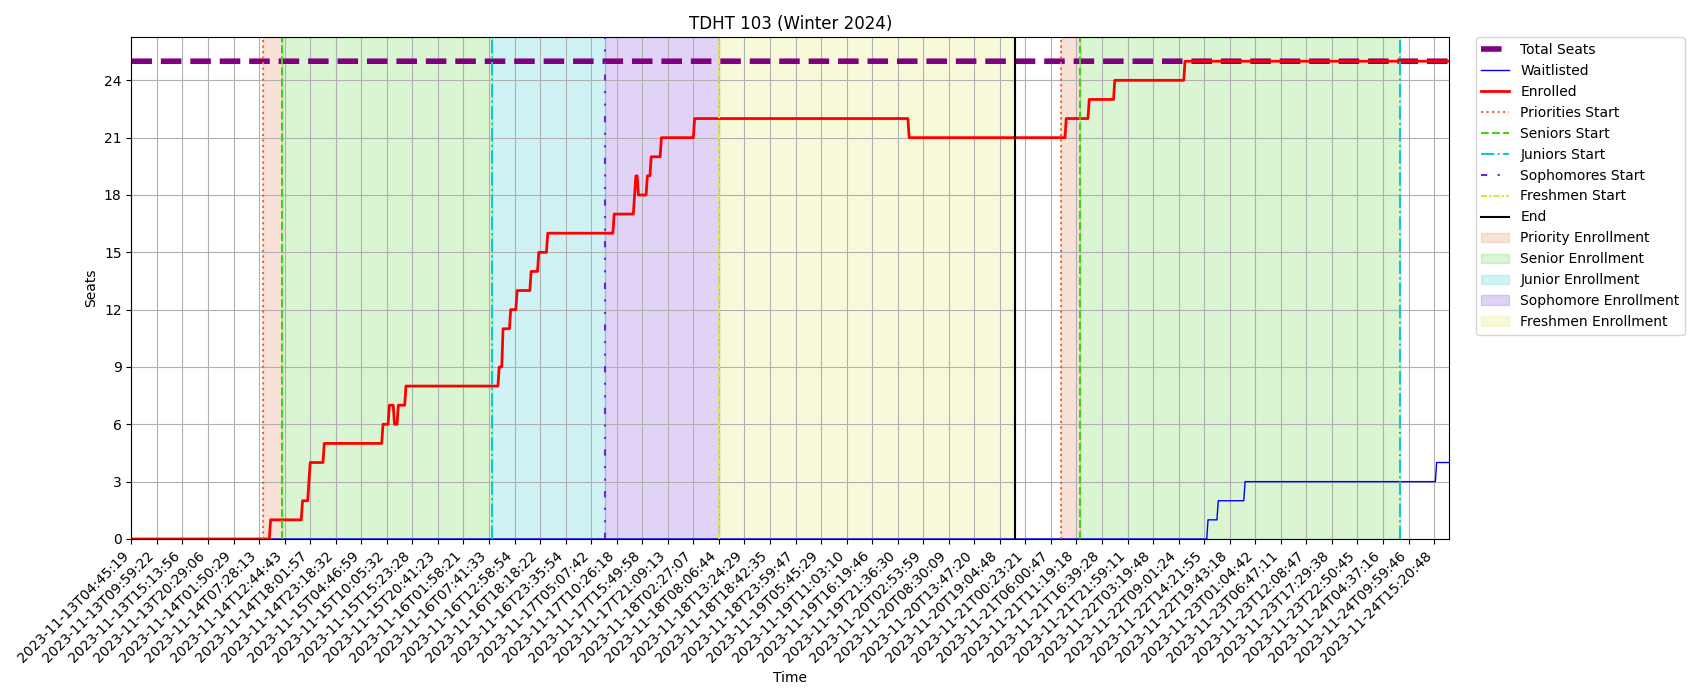 TDHT 103 (Winter 2024)
Seats
24
21
18
15
12
9
6
3
0
2023-11-13T04:45:19
2023-11-13T09:59:22
2023-11-13T15:13:56
2023-11-13T20:29:06
2023-11-14T01:50:29
2023-11-14T07:28:13
2023-11-14T12:44:43
2023-11-14T18:01:57
2023-11-14T23:18:32
2023-11-15T04:46:59
2023-11-15T10:05:32
2023-11-15T15:23:28
2023-11-15T20:41:23
2023-11-16T01:58:21
2023-11-16T07:41:33
2023-11-16T12:58:54
2023-11-16T18:18:22
2023-11-16T23:35:54
2023-11-17T05:07:42
2023-11-17T10:26:18
2023-11-17T15:49:58
2023-11-17T21:09:13
2023-11-18T02:27:07
2023-11-18T08:06:44
2023-11-18T13:24:29
2023-11-18T18:42:35
2023-11-18T23:59:47
2023-11-19T05:45:29
2023-11-19T11:03:10
2023-11-19T16:19:46
2023-11-19T21:36:30
2023-11-20T02:53:59
2023-11-20T08:30:09
2023-11-20T13:47:20
2023-11-20T19:04:48
2023-11-21T00:23:21
2023-11-21T06:00:47
2023-11-21T11:19:18
2023-11-21T16:39:28
2023-11-21T21:59:11
2023-11-22T03:19:48
2023-11-22T09:01:24
2023-11-22T14:21:55
2023-11-22T19:43:18
2023-11-23T01:04:42
2023-11-23T06:47:11
2023-11-23T12:08:47
2023-11-23T17:29:38
2023-11-23T22:50:45
2023-11-24T04:37:16
2023-11-24T09:59:46
2023-11-24T15:20:48
Time
Total Seats
Waitlisted
Enrolled
Priorities Start
Seniors Start
Juniors Start
Sophomores Start
Freshmen Start
End
Priority Enrollment
Senior Enrollment
Junior Enrollment
Sophomore Enrollment
Freshmen Enrollment